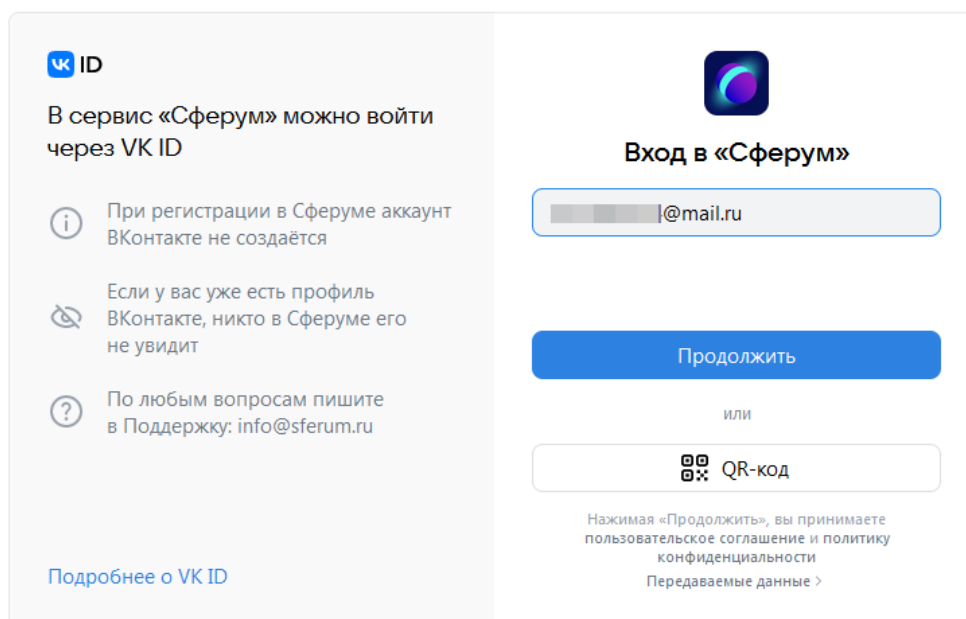 VK ID
В сервис «Сферум» можно войти
через VK ID
При регистрации в Сферуме аккаунт
ВКонтакте не создаётся
Если у вас уже есть профиль
ВКонтакте, никто в Сферуме его
не увидит
По любым вопросам пишите
в Поддержку: info@sferum.ru
Подробнее о VK ID
Вход в «Сферум»
@mail.ru
Продолжить
или
QR-код
Нажимая «Продолжить», вы принимаете
пользовательское соглашение и политику
конфиденциальности
Передаваемые данные >